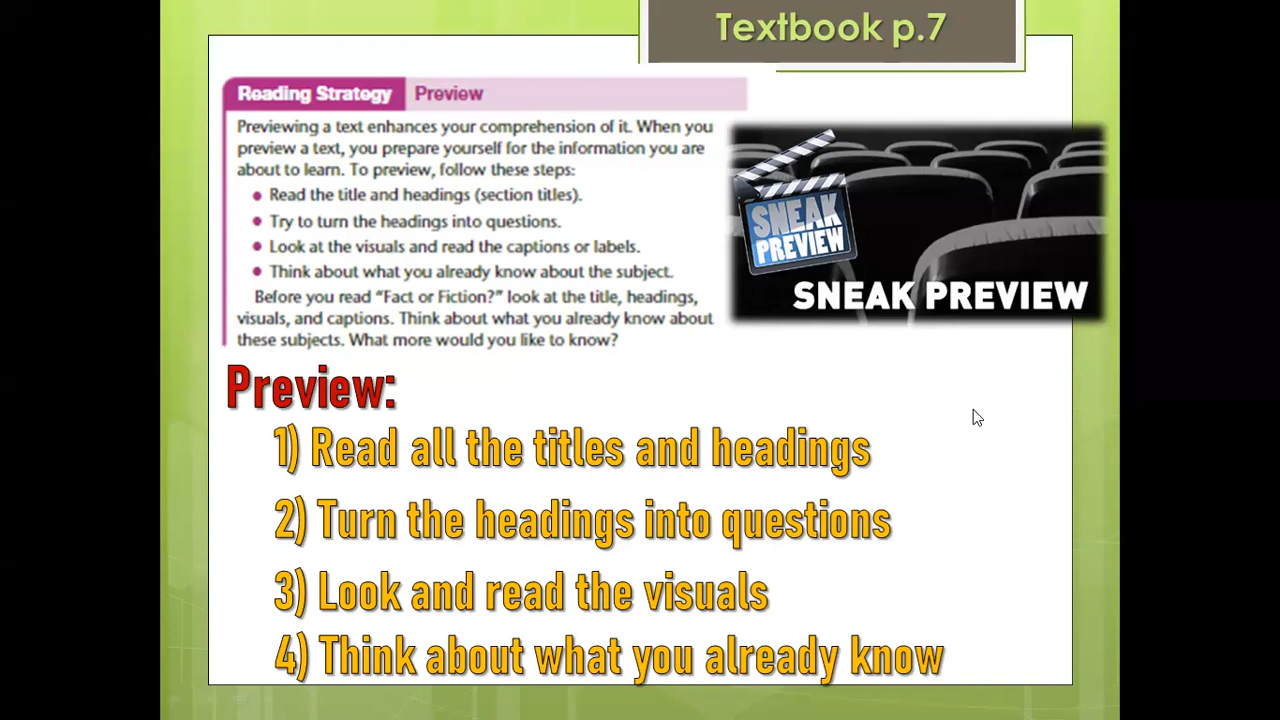 Textbook p.7
Reading Strategy Preview
Previewing a text enhances your comprehension of it. When you
preview a text, you prepare yourself for the information you are
about to learn. To preview, follow these steps:
• Read the title and headings (section titles).
• Try to turn the headings into questions.
• Look at the visuals and read the captions or labels.
• Think about what you already know about the subject.
Before you read “Fact or Fiction?” look at the title, headings,
visuals, and captions. Think about what you already know about
these subjects. What more would you like to know?
SNEAK
PREVIEW
SNEAK PREVIEW
Preview:
1) Read all the titles and headings
2) Turn the headings into questions
3) Look and read the visuals
4) Think about what you already know